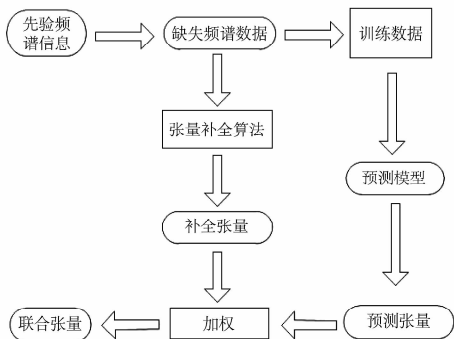 先验频
谱信息
缺失频谱数据
训练数据
张量补全算法
预测模型
补全张量
联合张量
加权
预测张量